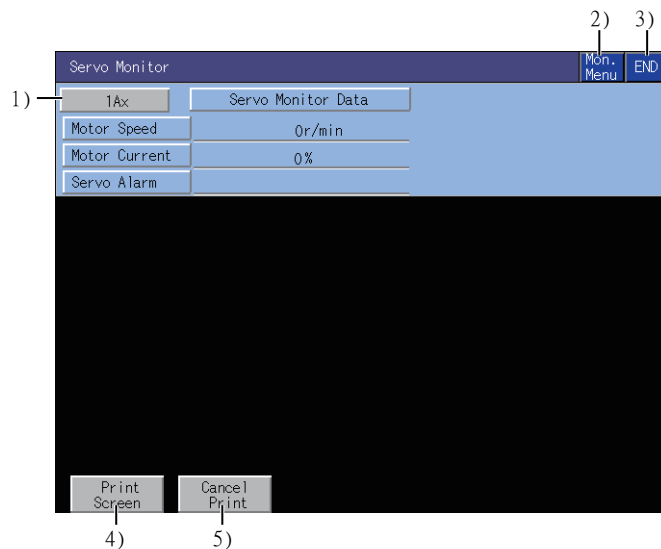 2) 3)
Servo Monitor
Mon. Menu
END
1)
1Ax
Servo Monitor Data
Motor Speed
0r/min
Motor Current
0%
Servo Alarm
Print Screen
Cancel Print
4) 5)